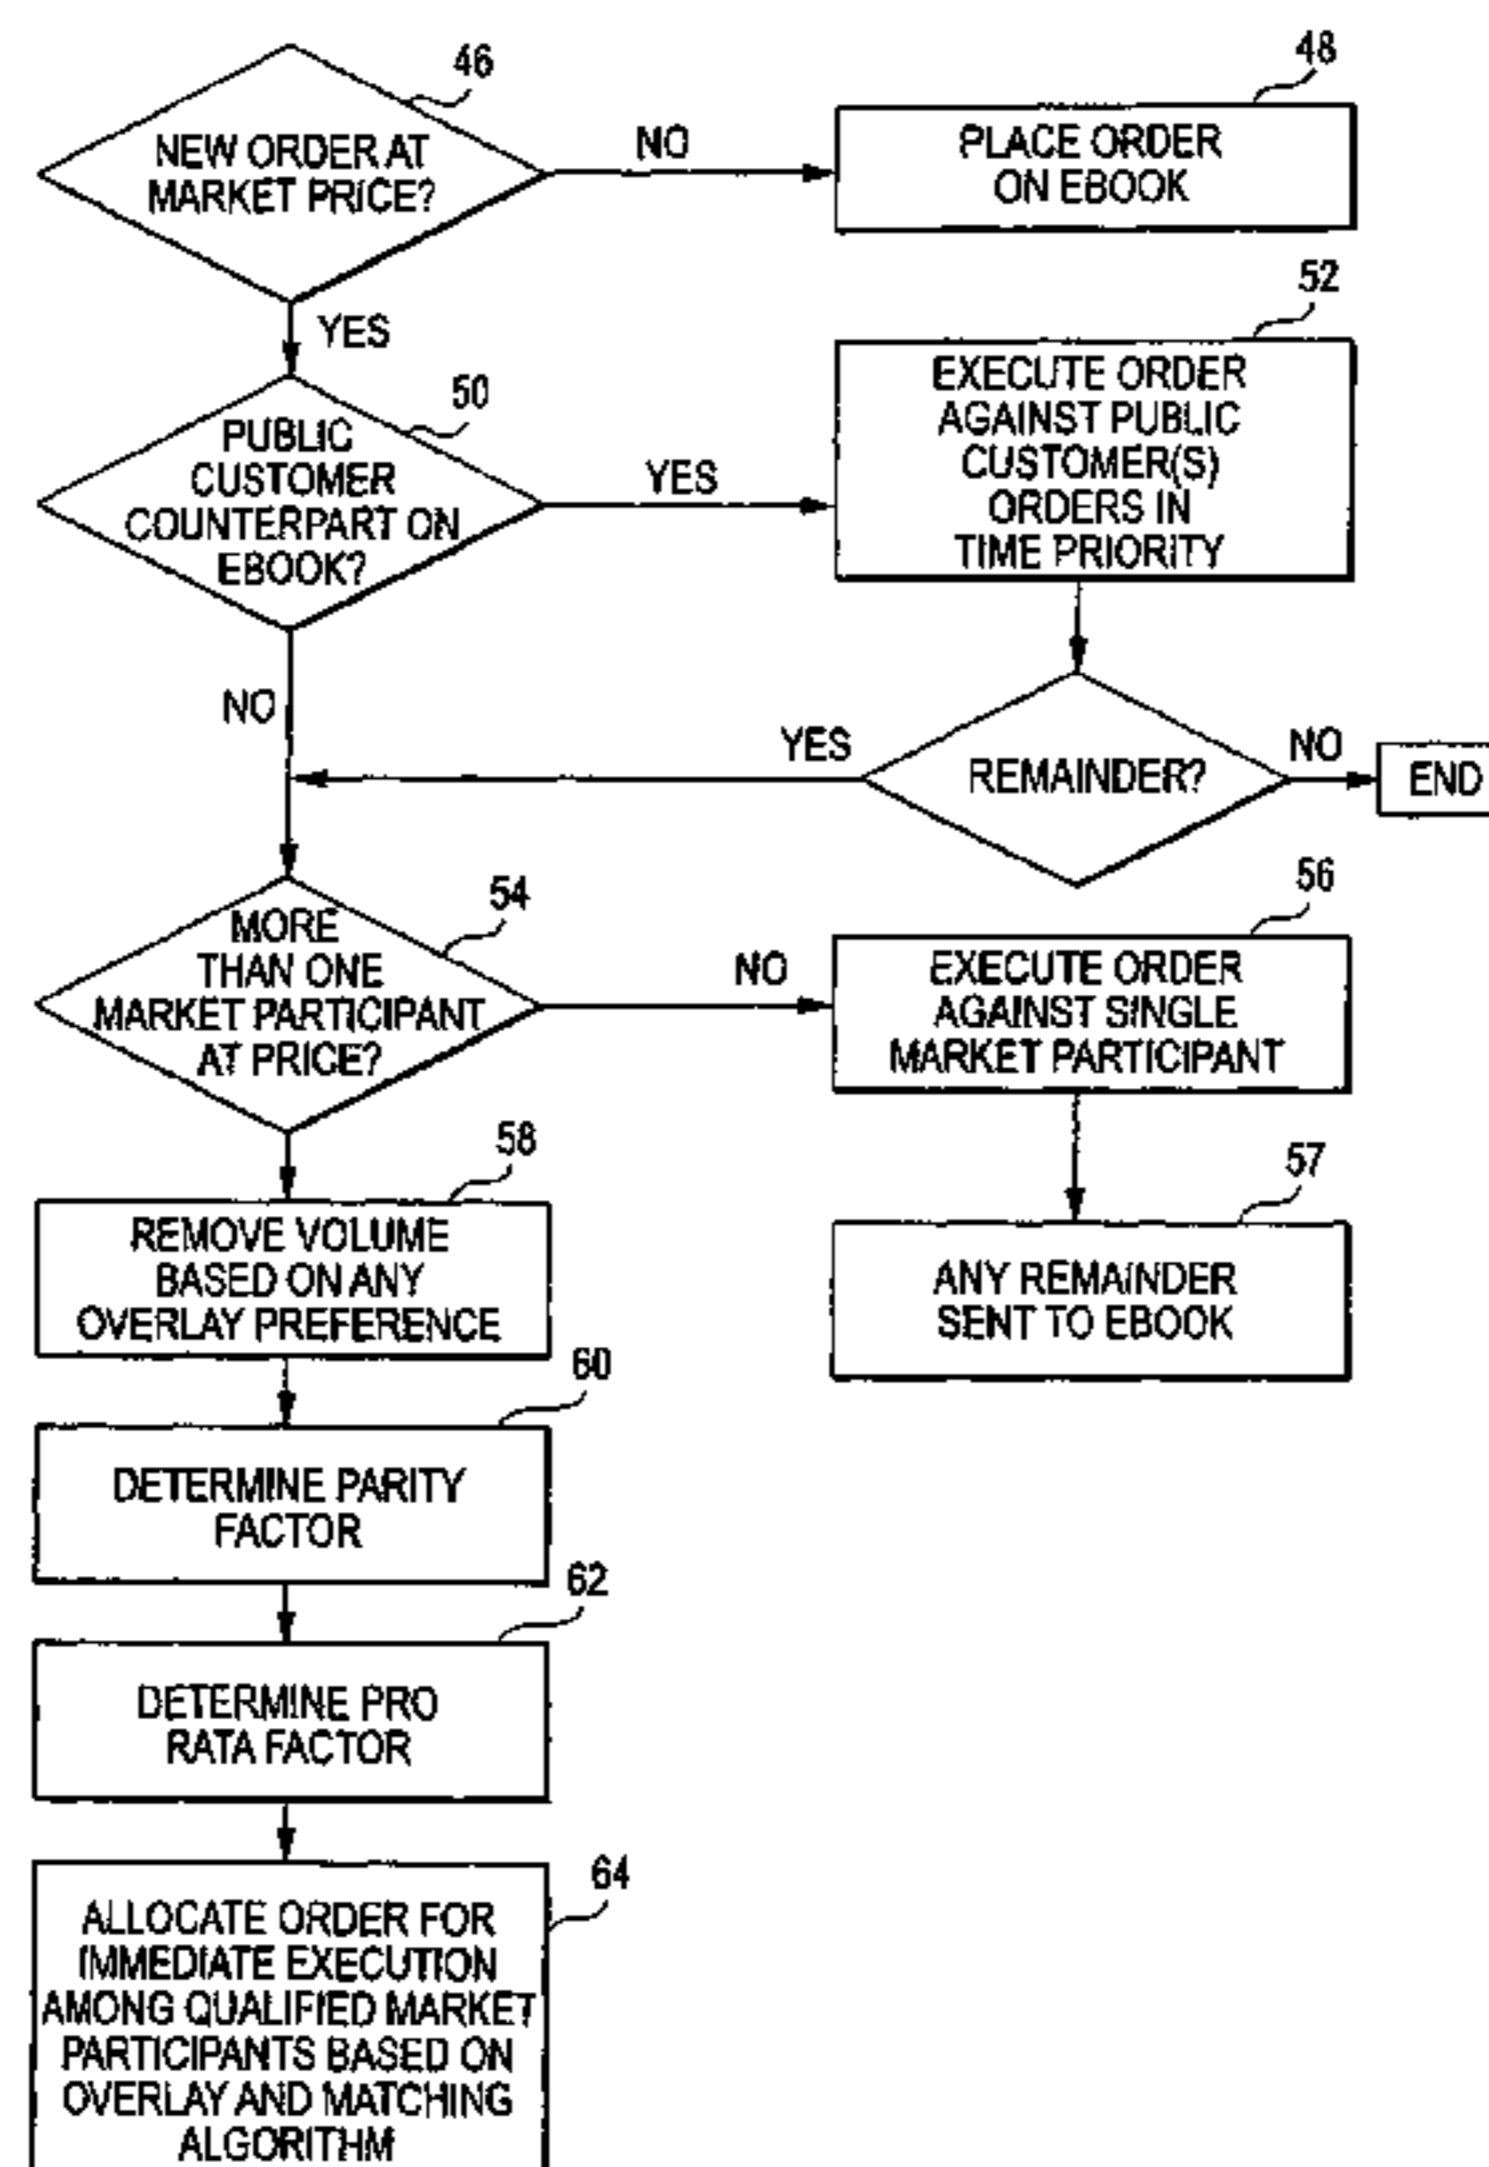 46
NEW ORDER AT
MARKET PRICE?
NO
48
PLACE ORDER
ON EBOOK
YES
50
PUBLIC
CUSTOMER
COUNTERPART ON
EBOOK?
YES
52
EXECUTE ORDER
AGAINST PUBLIC
CUSTOMER(S)
ORDERS IN
TIME PRIORITY
NO
YES
REMAINDER?
NO
END
54
MORE
THAN ONE
MARKET PARTICIPANT
AT PRICE?
NO
56
EXECUTE ORDER
AGAINST SINGLE
MARKET PARTICIPANT
57
ANY REMAINDER
SENT TO EBOOK
58
REMOVE VOLUME
BASED ON ANY
OVERLAY PREFERENCE
60
DETERMINE PARITY
FACTOR
62
DETERMINE PRO
RATA FACTOR
64
ALLOCATE ORDER FOR
IMMEDIATE EXECUTION
AMONG QUALIFIED MARKET
PARTICIPANTS BASED ON
OVERLAY AND MATCHING
ALGORITHM